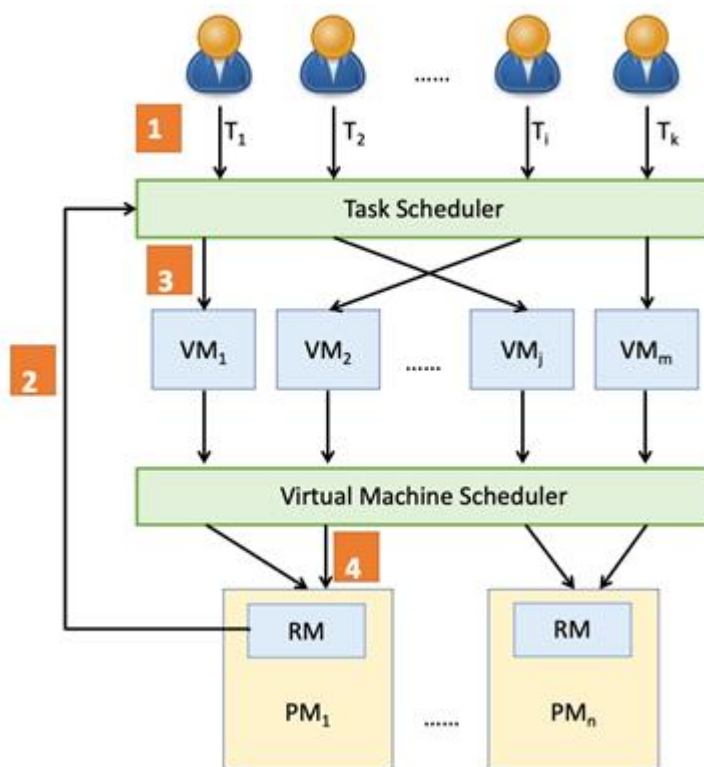 ......
1 T₁ T₂ Tᵢ Tₖ
Task Scheduler
3
VM₁ VM₂ ...... VMⱼ VMₘ
2
Virtual Machine Scheduler
4
RM RM
PM₁ ...... PMₙ